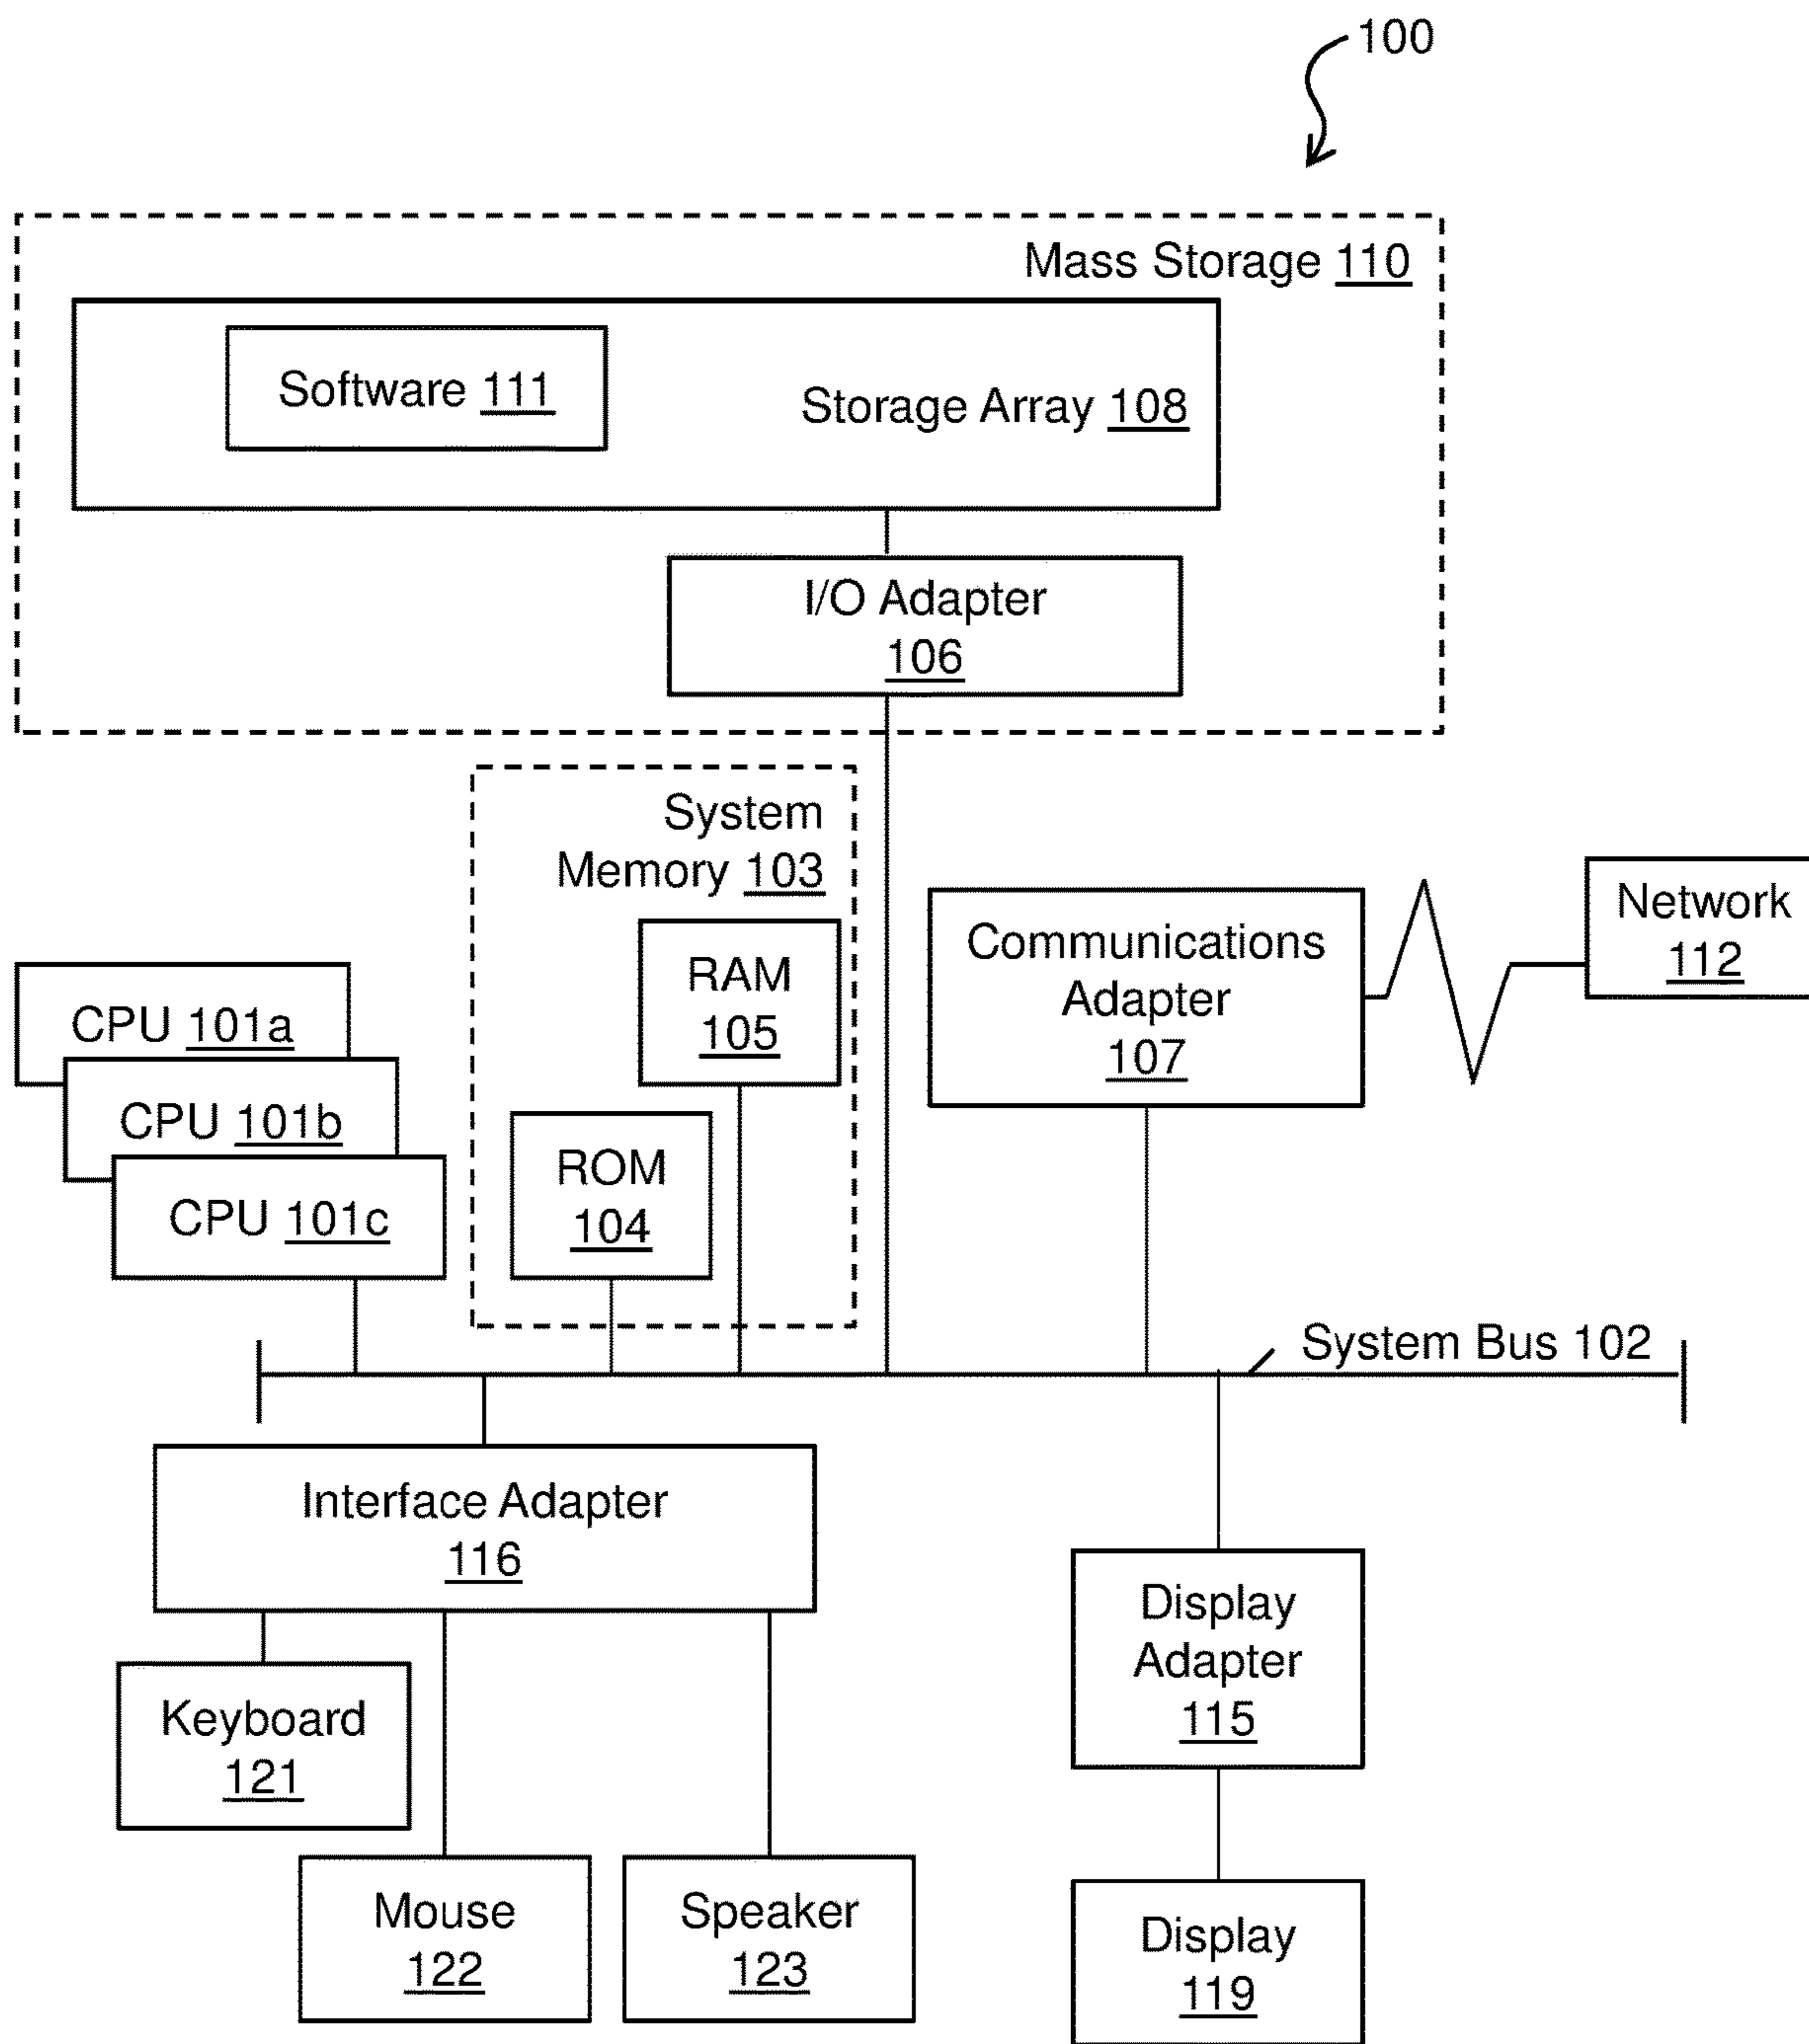 100
Mass Storage 110
Software 111
Storage Array 108
I/O Adapter
106
System
Memory 103
RAM
105
ROM
104
CPU 101a
CPU 101b
CPU 101c
Communications
Adapter
107
Network
112
System Bus 102
Interface Adapter
116
Keyboard
121
Mouse
122
Speaker
123
Display
Adapter
115
Display
119